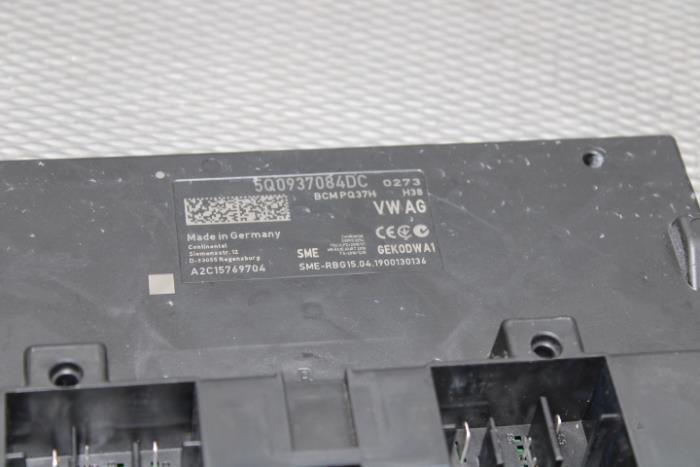 5Q0937084DC 0273
BCM PQ37H H38
VW AG
Made in Germany
Continental
Siemensstr. 12
D-93055 Regensburg
A2C15769704
SME
GEKODWA1
SME-RBG15.04.1900130136